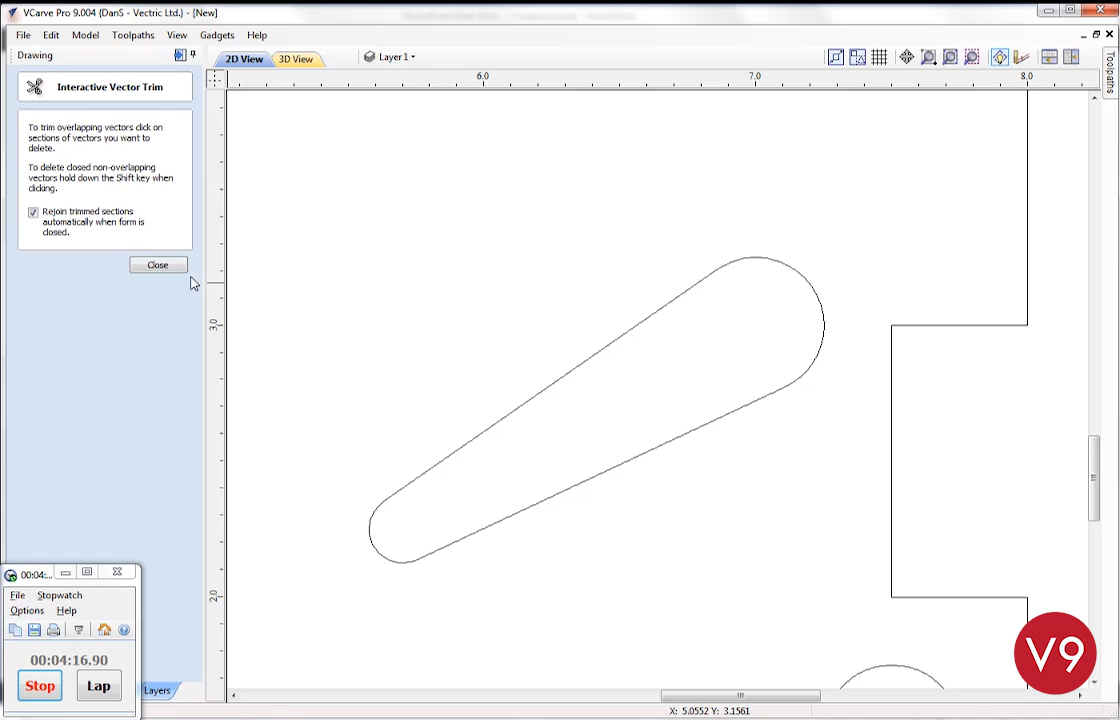 VCarve Pro 9.004 {DanS - Vectric Ltd.} - [New]
File Edit Model Toolpaths View Gadgets Help
Drawing
2D View 3D View Layer1
Toolpaths
Interactive Vector Trim
6.0 7.0 8.0
To trim overlapping vectors click on
sections of vectors you want to
delete.
To delete closed non-overlapping
vectors hold down the Shift key when
clicking.
Rejoin trimmed sections
automatically when form is
closed.
Close
3.0
2.0
00:04:...
File Stopwatch
Options Help
00:04:16.90
Stop Lap
Layers
V9
X: 5.0552 Y: 3.1561